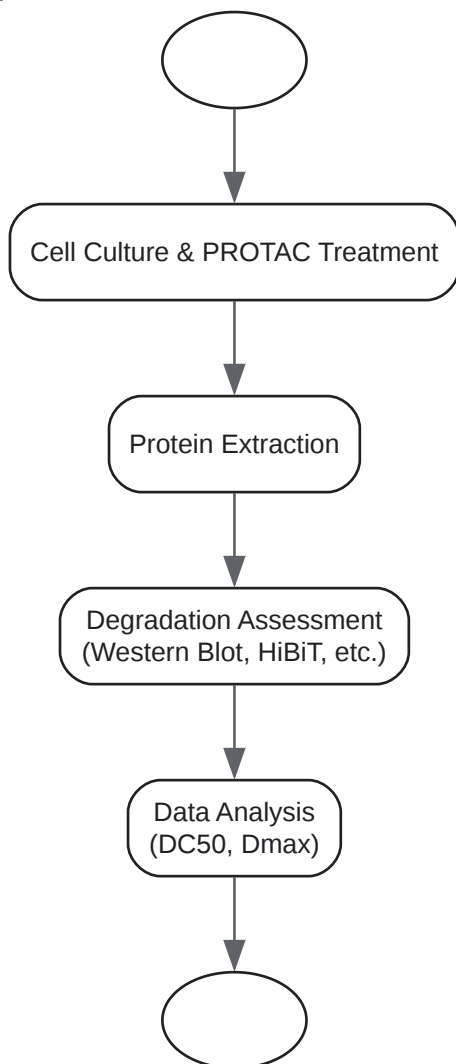 Cell Culture & PROTAC Treatment
Protein Extraction
Degradation Assessment
(Western Blot, HiBiT, etc.)
Data Analysis
(DC50, Dmax)